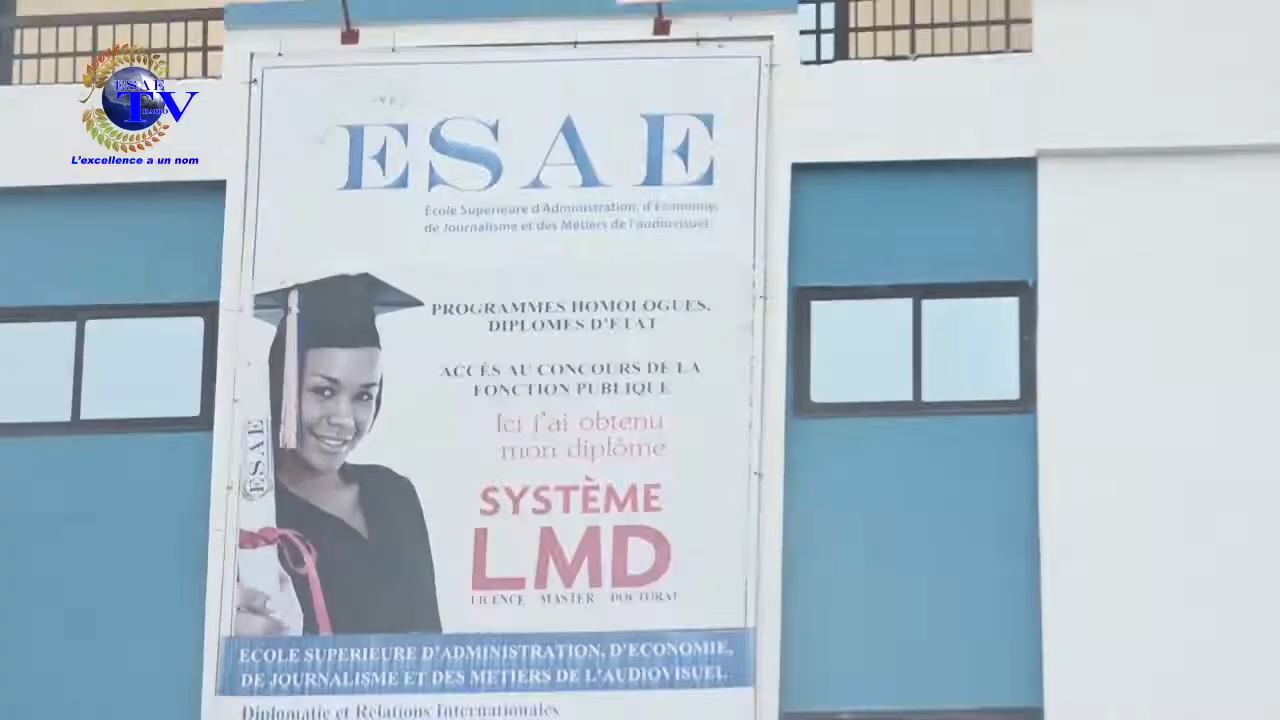 ESAE
TV
RADIO
L'excellence a un nom
ESAE
École Superieure d'Administration, d'Economie,
de Journalisme et des Métiers de l'audiovisuel
PROGRAMMES HOMOLOGUES,
DIPLOMES D'ETAT
ACCÈS AU CONCOURS DE LA
FONCTION PUBLIQUE
Ici j'ai obtenu
mon diplôme
ESAE
SYSTÈME
LMD
LICENCE MASTER DOCTORAT
ECOLE SUPERIEURE D'ADMINISTRATION, D'ECONOMIE,
DE JOURNALISME ET DES METIERS DE L'AUDIOVISUEL
Diplomatie et Relations Internationales